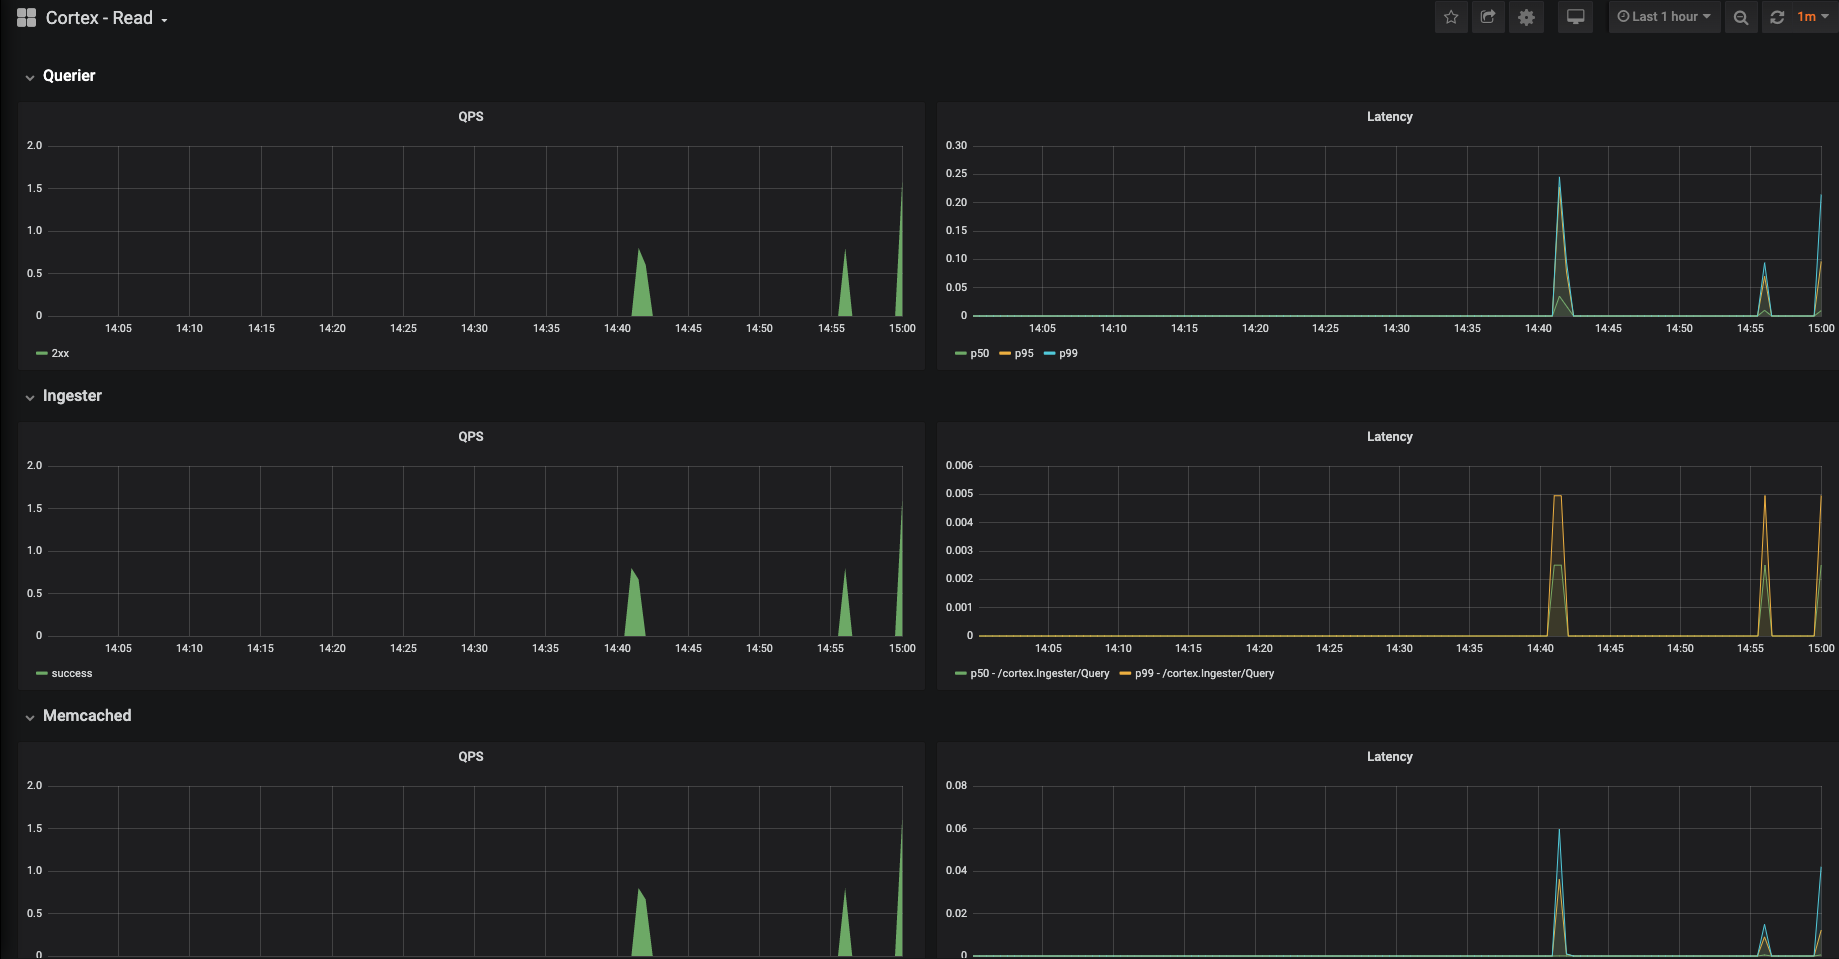 Cortex - Read
Last 1 hour
1m
Querier
QPS
2.0
1.5
1.0
0.5
0
14:05 14:10 14:15 14:20 14:25 14:30 14:35 14:40 14:45 14:50 14:55 15:00
2xx
Latency
0.30
0.25
0.20
0.15
0.10
0.05
0
14:05 14:10 14:15 14:20 14:25 14:30 14:35 14:40 14:45 14:50 14:55 15:00
p50 p95 p99
Ingester
QPS
2.0
1.5
1.0
0.5
0
14:05 14:10 14:15 14:20 14:25 14:30 14:35 14:40 14:45 14:50 14:55 15:00
success
Latency
0.006
0.005
0.004
0.003
0.002
0.001
0
14:05 14:10 14:15 14:20 14:25 14:30 14:35 14:40 14:45 14:50 14:55 15:00
p50 - /cortex.Ingester/Query p99 - /cortex.Ingester/Query
Memcached
QPS
2.0
1.5
1.0
0.5
0
Latency
0.08
0.06
0.04
0.02
0